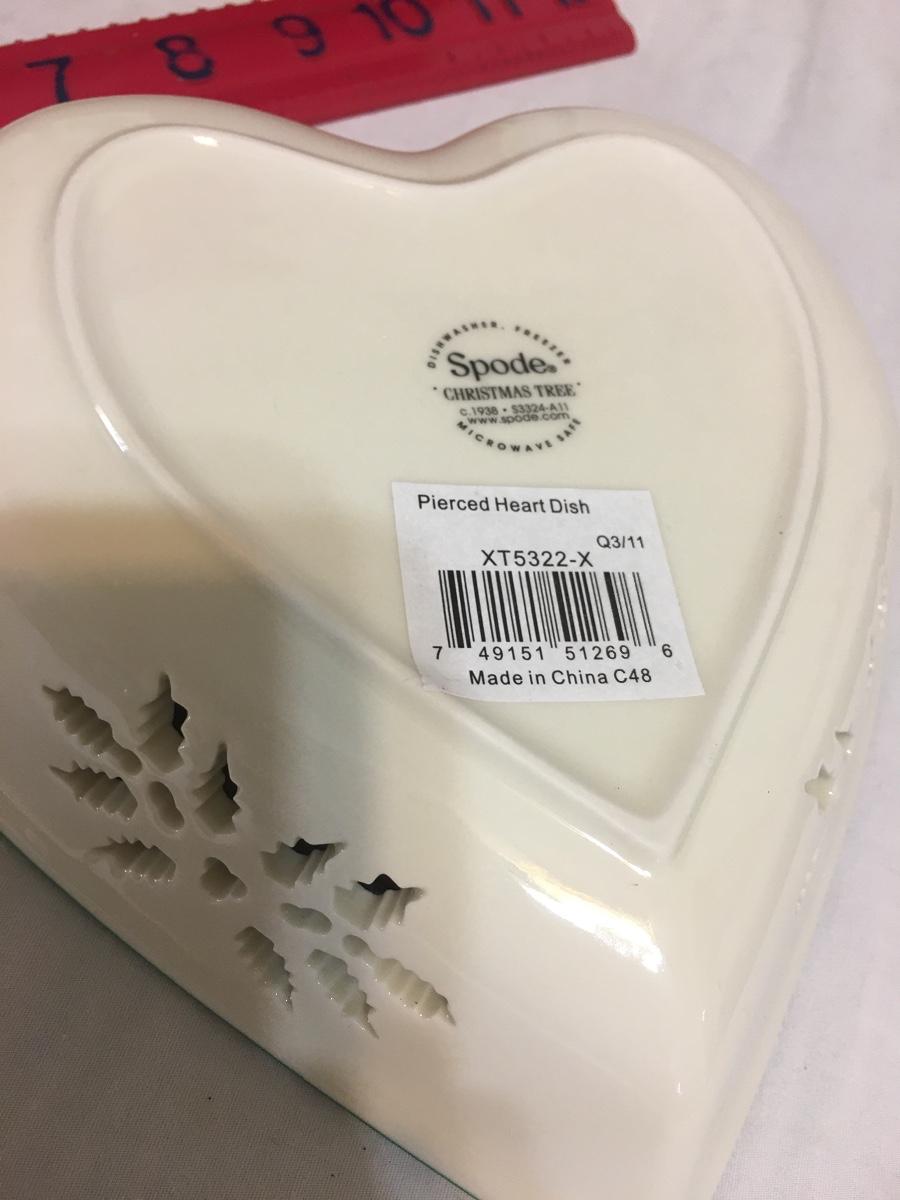 7 8 9 10 11
DISHWASHER, FREEZER
Spode®
CHRISTMAS TREE
c.1938 • S3324-A11
www.spode.com
MICROWAVE SAFE
Pierced Heart Dish
Q3/11
XT5322-X
7 49151 51269 6
Made in China C48